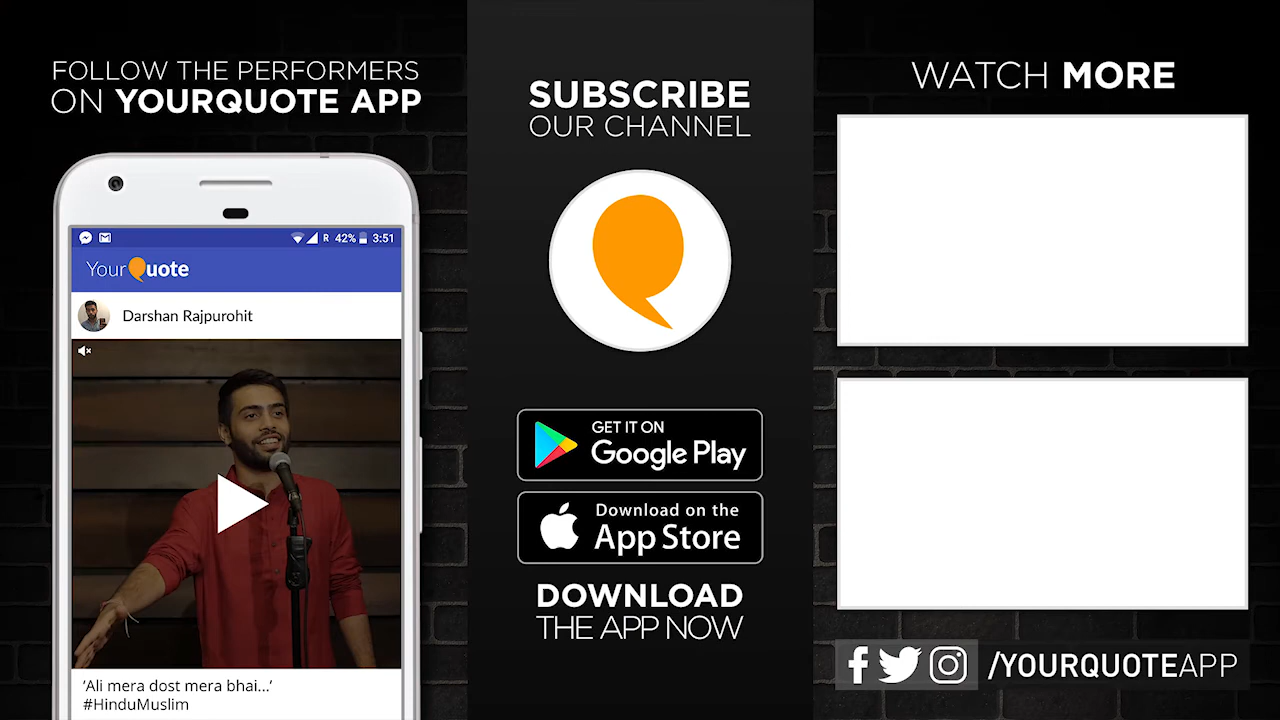 FOLLOW THE PERFORMERS
ON YOURQUOTE APP
R 42% 3:51
YourQuote
Darshan Rajpurohit
'Ali mera dost mera bhai...'
#HinduMuslim
SUBSCRIBE
OUR CHANNEL
GET IT ON
Google Play
Download on the
App Store
DOWNLOAD
THE APP NOW
WATCH MORE
/YOURQUOTEAPP